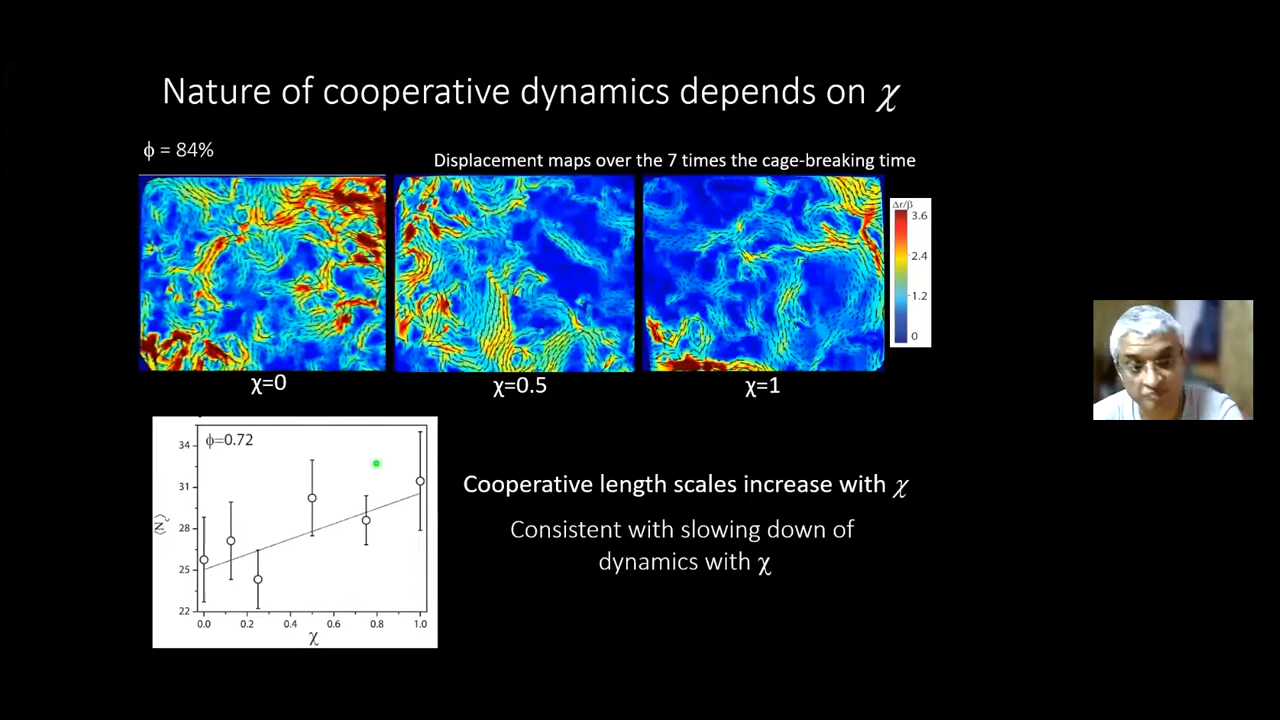 Nature of cooperative dynamics depends on χ
ϕ = 84%
Displacement maps over the 7 times the cage-breaking time
Δr/β
3.6
2.4
1.2
0
χ=0
χ=0.5
χ=1
ϕ=0.72
34
31
28
25
22
⟨N_c⟩
0.0 0.2 0.4 0.6 0.8 1.0
χ
Cooperative length scales increase with χ
Consistent with slowing down of
dynamics with χ